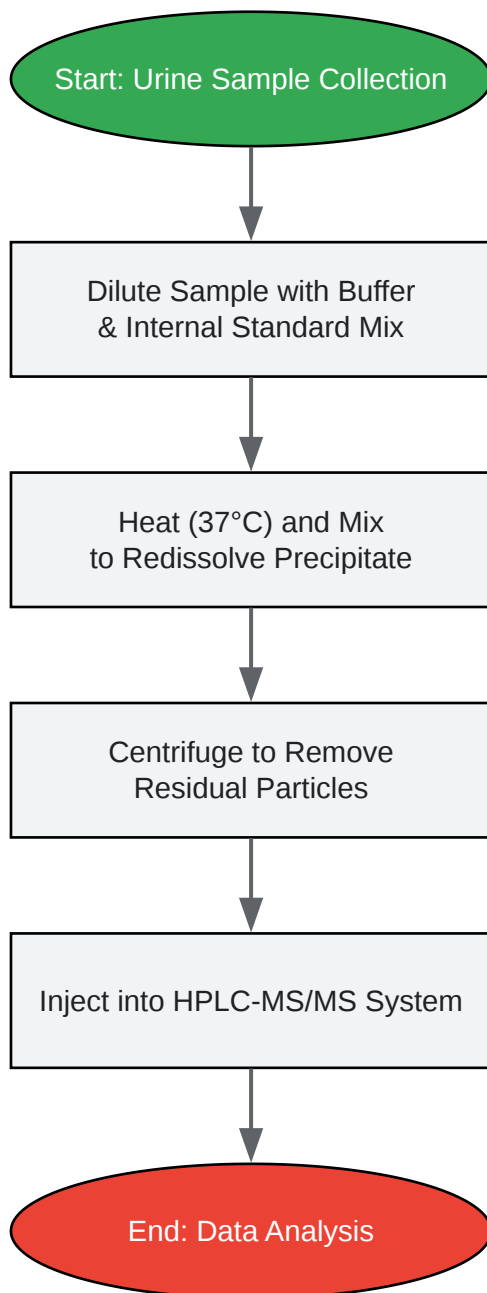 Start: Urine Sample Collection
Dilute Sample with Buffer
& Internal Standard Mix
Heat (37°C) and Mix
to Redissolve Precipitate
Centrifuge to Remove
Residual Particles
Inject into HPLC-MS/MS System
End: Data Analysis